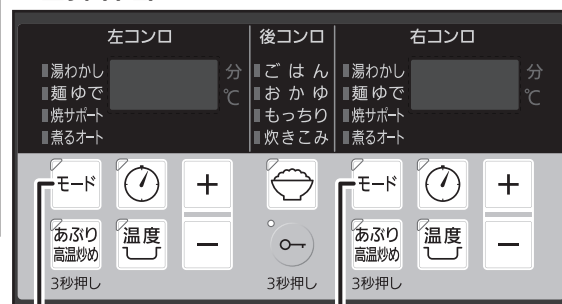 左コンロ 後コンロ 右コンロ
湯わかし 分 ごはん 湯わかし 分
麺ゆで ℃ おかゆ 麺ゆで ℃
焼サポート もっちり 焼サポート
煮るオート 炊きこみ 煮るオート
モード + モード +
あぶり 温度 − あぶり 温度 −
高温炒め 高温炒め
3秒押し 3秒押し 3秒押し